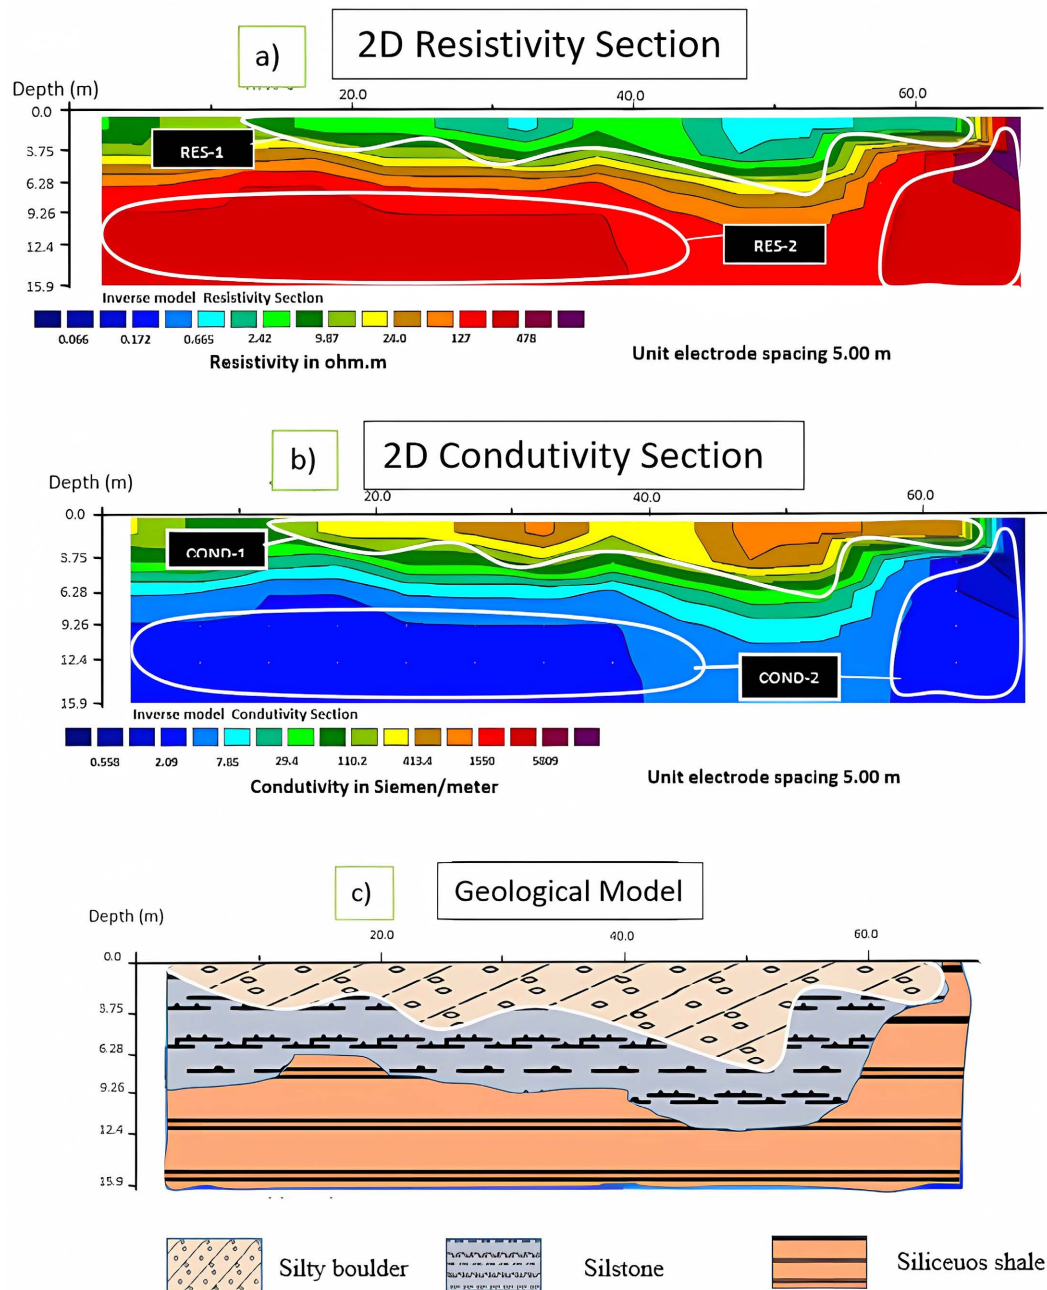 a)
2D Resistivity Section
Depth (m)
20.0 40.0 60.0
0.0
3.75
6.28
9.26
12.4
15.9
RES-1
RES-2
Inverse model Resistivity Section
0.066 0.172 0.665 2.42 9.87 24.0 127 478
Resistivity in ohm.m
Unit electrode spacing 5.00 m
b)
2D Condutivity Section
Depth (m)
20.0 40.0 60.0
0.0
3.75
6.28
9.26
12.4
15.9
COND-1
COND-2
Inverse model Condutivity Section
0.558 2.09 7.85 29.4 110.2 413.4 1550 5809
Condutivity in Siemen/meter
Unit electrode spacing 5.00 m
c)
Geological Model
Depth (m)
20.0 40.0 60.0
0.0
3.75
6.28
9.26
12.4
15.9
Silty boulder
Silstone
Siliceuos shale